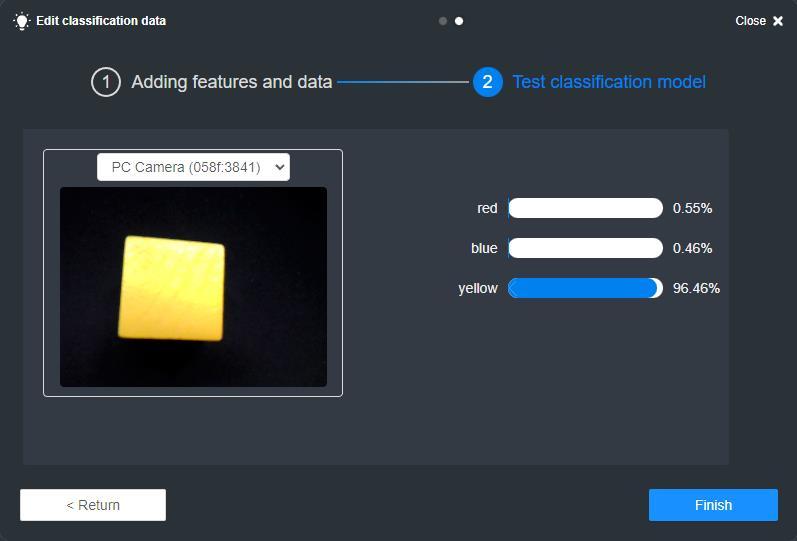 Edit classification data
Close ×
1 Adding features and data
2 Test classification model
PC Camera (058f:3841)
red 0.55%
blue 0.46%
yellow 96.46%
< Return
Finish